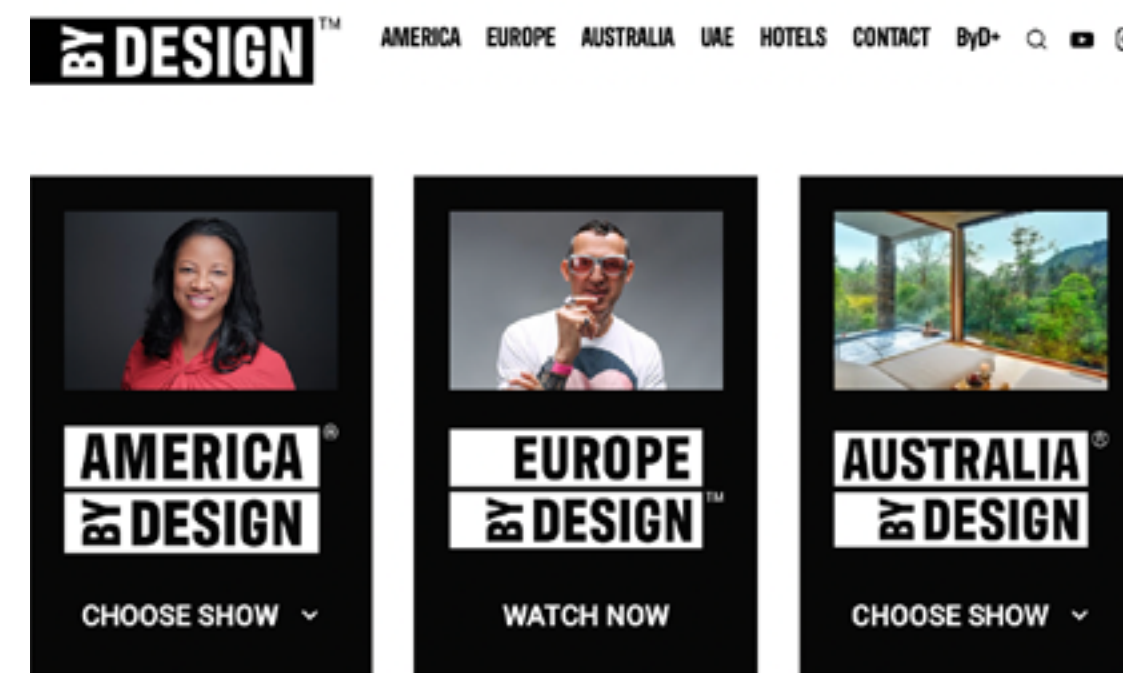 BY DESIGN™ AMERICA EUROPE AUSTRALIA UAE HOTELS CONTACT ByD+
AMERICA®
BY DESIGN
CHOOSE SHOW
EUROPE
BY DESIGN™
WATCH NOW
AUSTRALIA®
BY DESIGN
CHOOSE SHOW